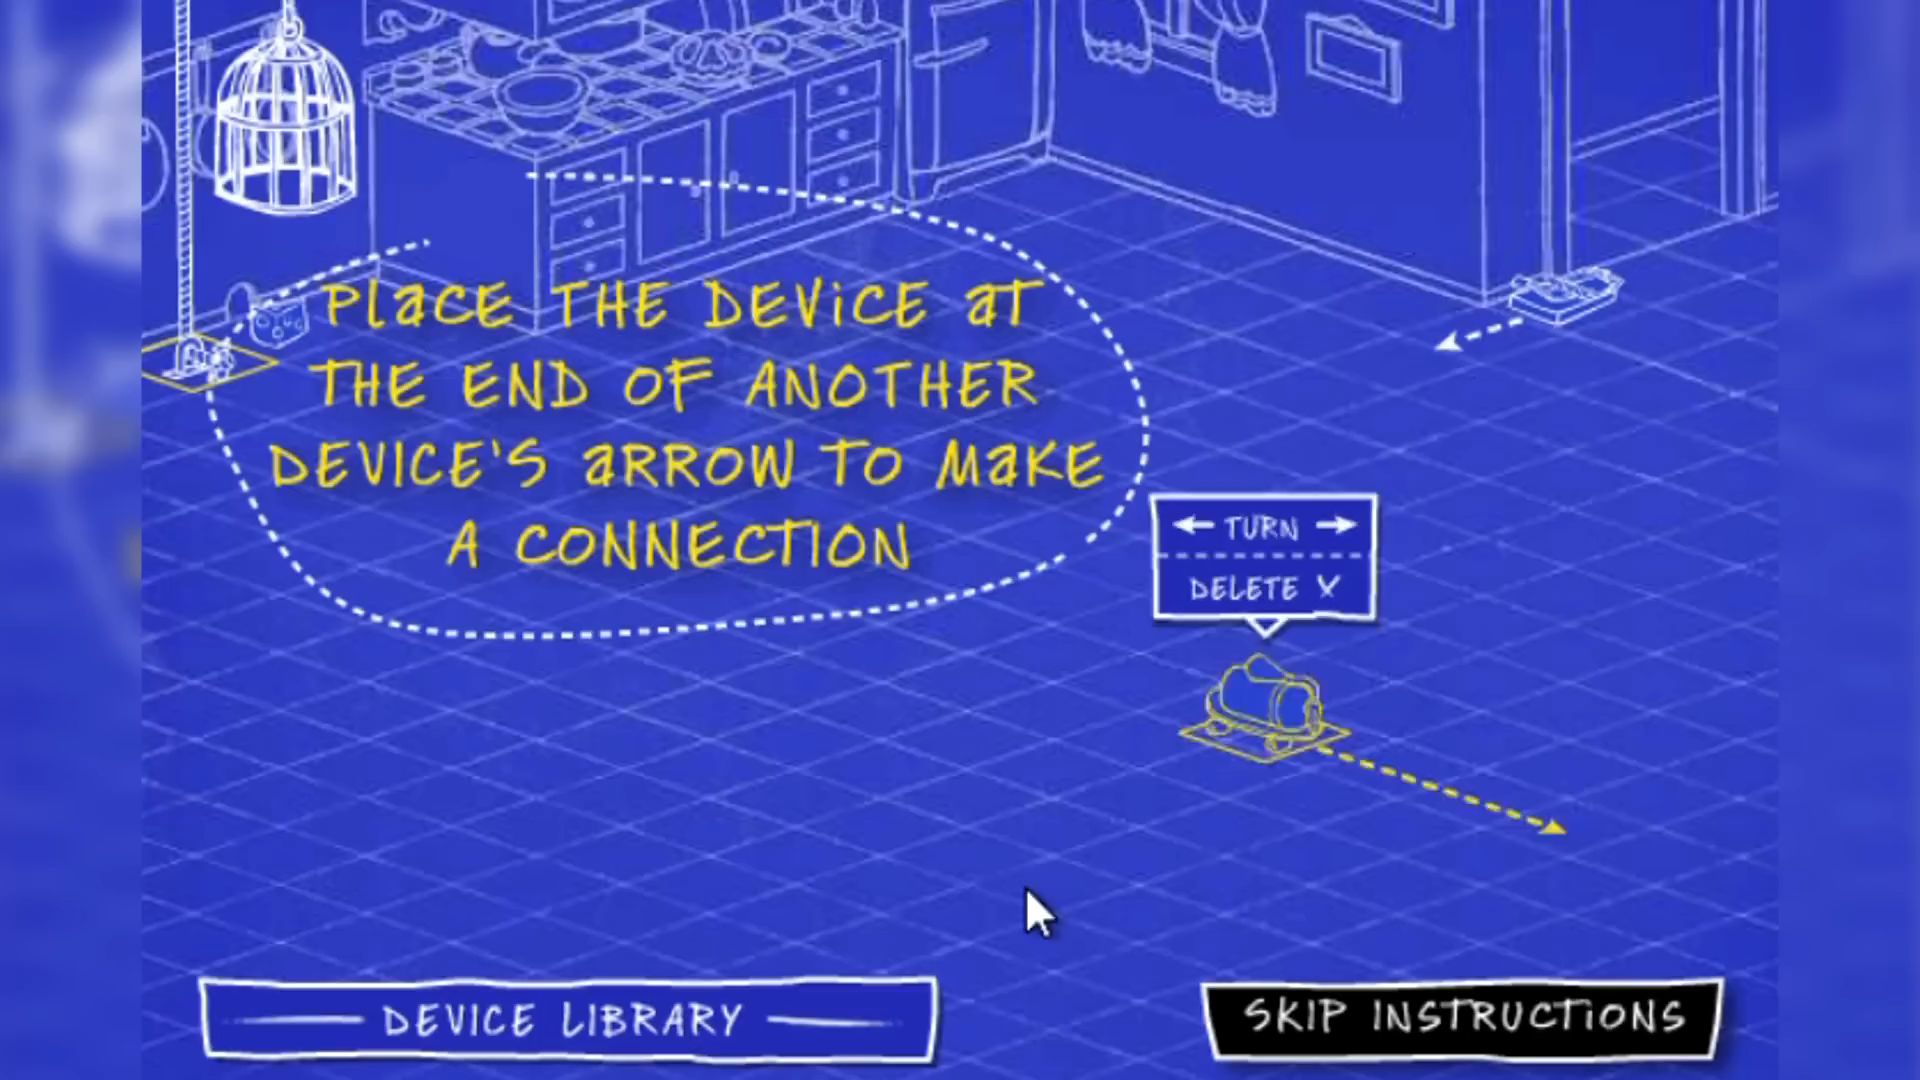 PLACE THE DEVICE AT
THE END OF ANOTHER
DEVICE'S ARROW TO MAKE
A CONNECTION
TURN
DELETE X
DEVICE LIBRARY
SKIP INSTRUCTIONS